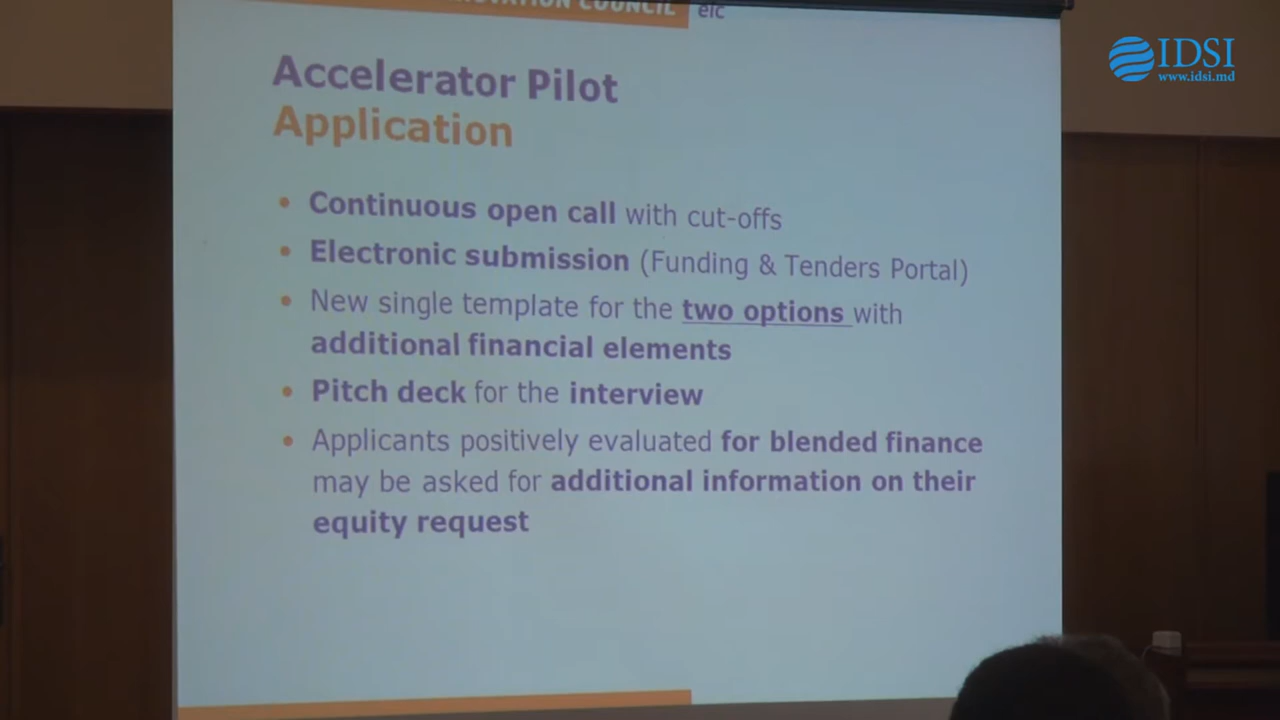 COUNCIL eic
IDSI
www.idsi.md
Accelerator Pilot
Application
• Continuous open call with cut-offs
• Electronic submission (Funding & Tenders Portal)
• New single template for the two options with
additional financial elements
• Pitch deck for the interview
• Applicants positively evaluated for blended finance
may be asked for additional information on their
equity request